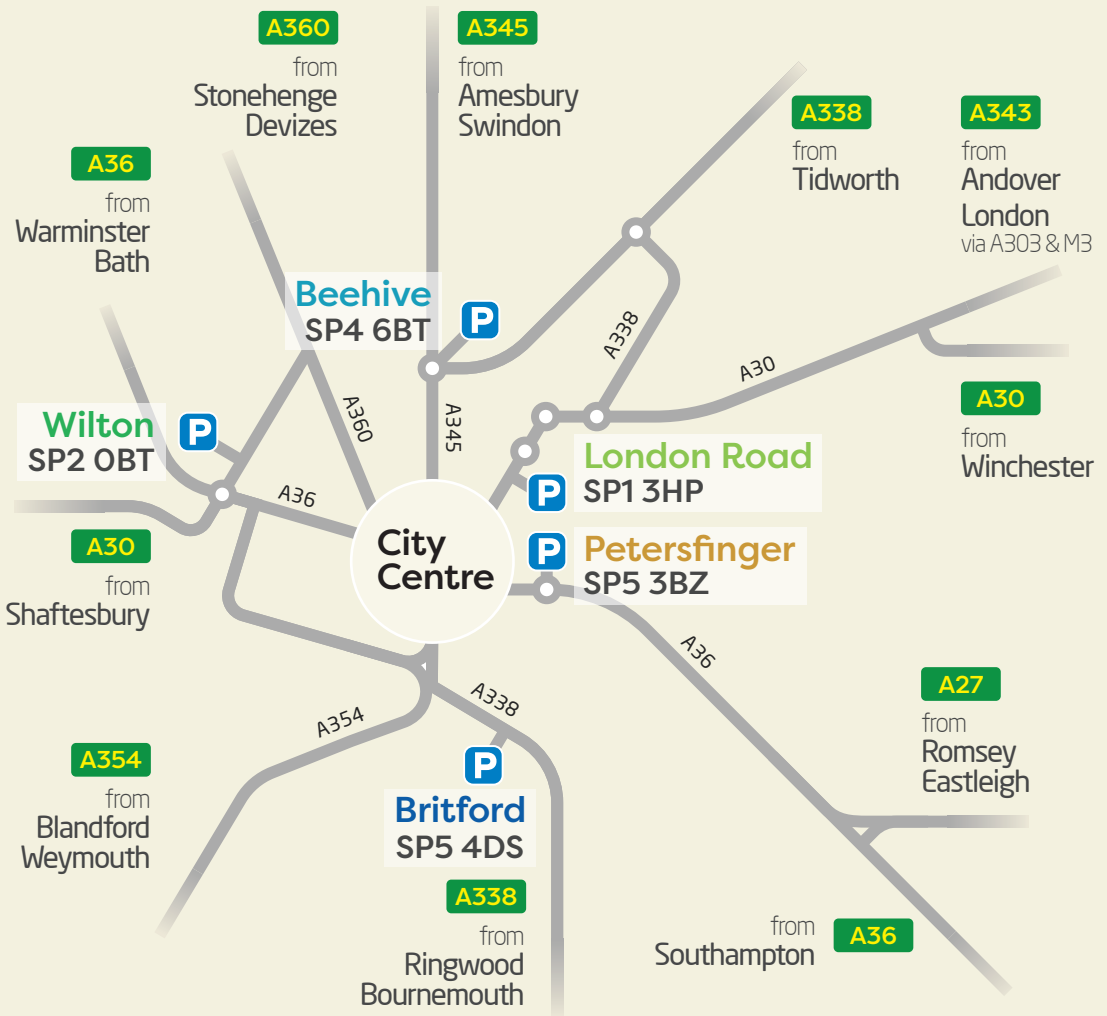 A360
from
Stonehenge
Devizes
A345
from
Amesbury
Swindon
A338
from
Tidworth
A343
from
Andover
London
via A303 & M3
A36
from
Warminster
Bath
Beehive
SP4 6BT
P
A338
A30
A360
A345
Wilton
SP2 0BT
P
A30
from
Winchester
London Road
SP1 3HP
P
A36
City
Centre
P
Petersfinger
SP5 3BZ
A30
from
Shaftesbury
A36
A27
from
Romsey
Eastleigh
A338
A354
A354
from
Blandford
Weymouth
P
Britford
SP5 4DS
A338
from
Ringwood
Bournemouth
from
Southampton
A36